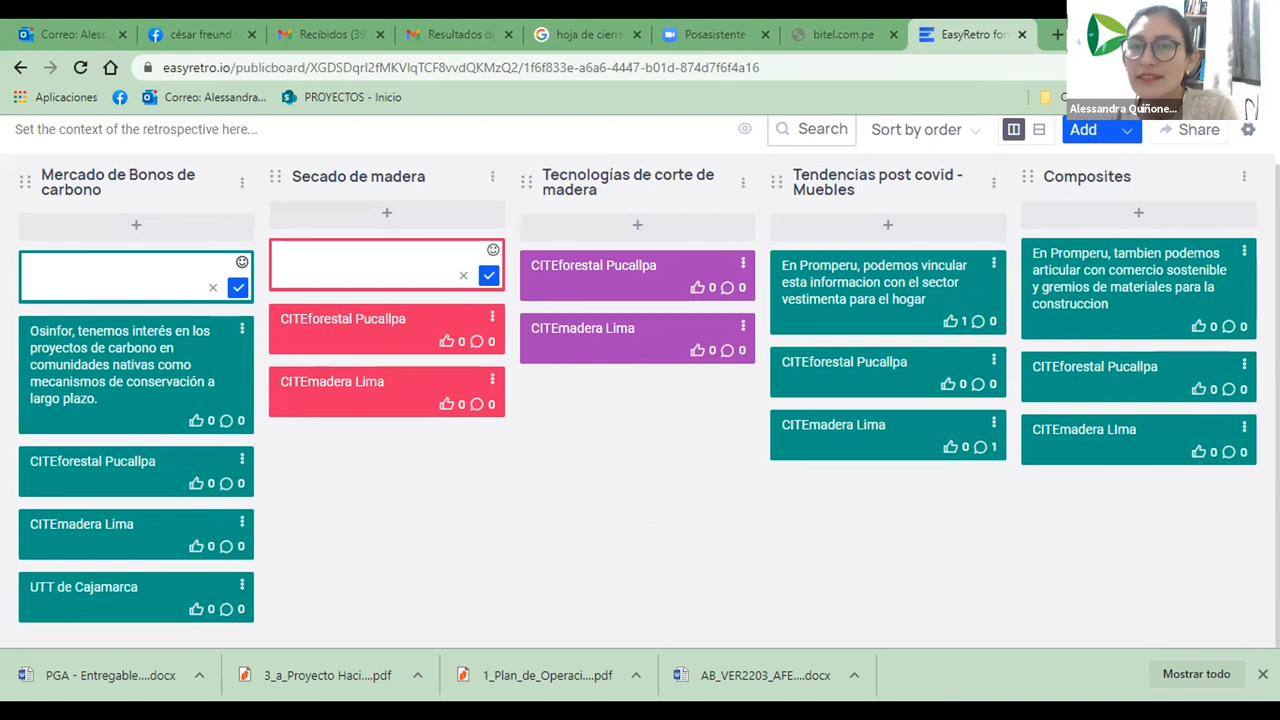 Correo: Aless
césar freund
Recibidos (39
Resultados d
hoja de cierra
Posasistente
bitel.com.pe
EasyRetro for
easyretro.io/publicboard/XGDSDqrI2fMKVIqTCF8vvdQKMzQ2/1f6f833e-a6a6-4447-b01d-874d7f6f4a16
Aplicaciones
Correo: Alessandra...
PROYECTOS - Inicio
Alessandra Quiñone...
Set the context of the retrospective here...
Search
Sort by order
Add
Share
Mercado de Bonos de
carbono
Osinfor, tenemos interés en los
proyectos de carbono en
comunidades nativas como
mecanismos de conservación a
largo plazo.
0 0
CITEforestal Pucallpa
0 0
CITEmadera Lima
0 0
UTT de Cajamarca
0 0
Secado de madera
CITEforestal Pucallpa
0 0
CITEmadera Lima
0 0
Tecnologías de corte de
madera
CITEforestal Pucallpa
0 0
CITEmadera Lima
0 0
Tendencias post covid -
Muebles
En Promperu, podemos vincular
esta informacion con el sector
vestimenta para el hogar
1 0
CITEforestal Pucallpa
0 0
CITEmadera Lima
0 1
Composites
En Promperu, tambien podemos
articular con comercio sostenible
y gremios de materiales para la
construccion
0 0
CITEforestal Pucallpa
0 0
CITEmadera LIma
0 0
PGA - Entregable....docx
3_a_Proyecto Haci....pdf
1_Plan_de_Operaci....pdf
AB_VER2203_AFE....docx
Mostrar todo